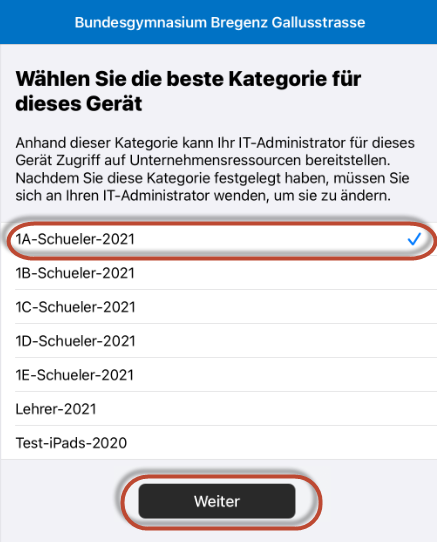 Bundesgymnasium Bregenz Gallusstrasse
Wählen Sie die beste Kategorie für
dieses Gerät
Anhand dieser Kategorie kann Ihr IT-Administrator für dieses
Gerät Zugriff auf Unternehmensressourcen bereitstellen.
Nachdem Sie diese Kategorie festgelegt haben, müssen Sie
sich an Ihren IT-Administrator wenden, um sie zu ändern.
1A-Schueler-2021
1B-Schueler-2021
1C-Schueler-2021
1D-Schueler-2021
1E-Schueler-2021
Lehrer-2021
Test-iPads-2020
Weiter